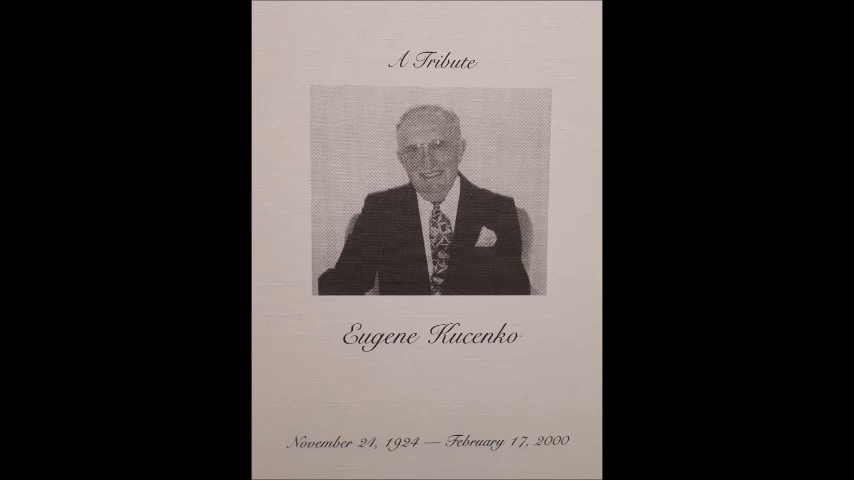 A Tribute
Eugene Kucenko
November 24, 1924 — February 17, 2000